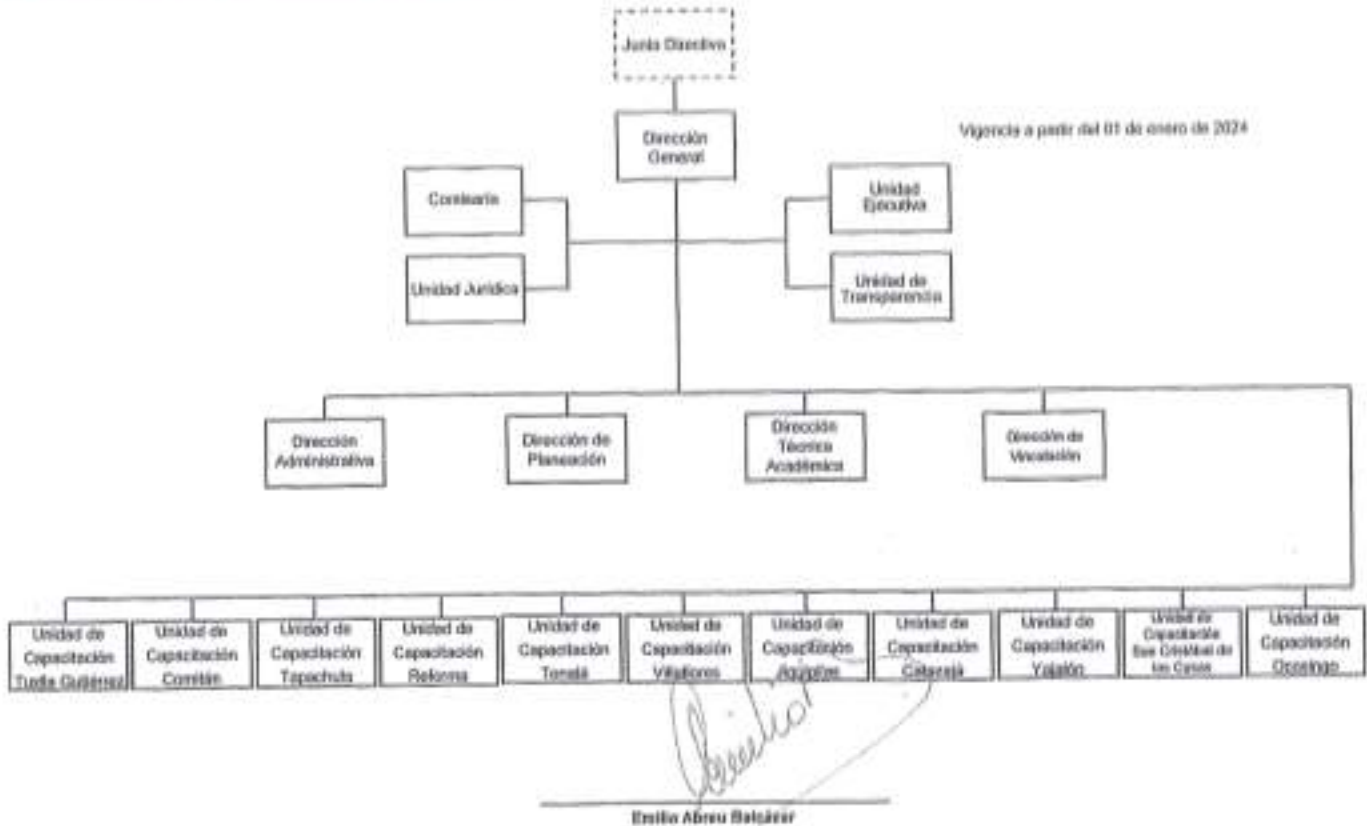 Junta Directiva
Dirección
General
Vigencia a partir del 01 de enero de 2024
Comisaría
Unidad
Ejecutiva
Unidad Jurídica
Unidad de
Transparencia
Dirección
Administrativa
Dirección de
Planeación
Dirección
Técnica
Académica
Dirección de
Vinculación
Unidad de
Capacitación
Tuxtla Gutiérrez
Unidad de
Capacitación
Comitán
Unidad de
Capacitación
Tapachula
Unidad de
Capacitación
Reforma
Unidad de
Capacitación
Tonalá
Unidad de
Capacitación
Villaflores
Unidad de
Capacitación
Unidad de
Capacitación
Catazajá
Unidad de
Capacitación
Yajalón
Unidad de
Capacitación
San Cristóbal de
las Casas
Unidad de
Capacitación
Ocosingo
Emilio Abreu Balcázar